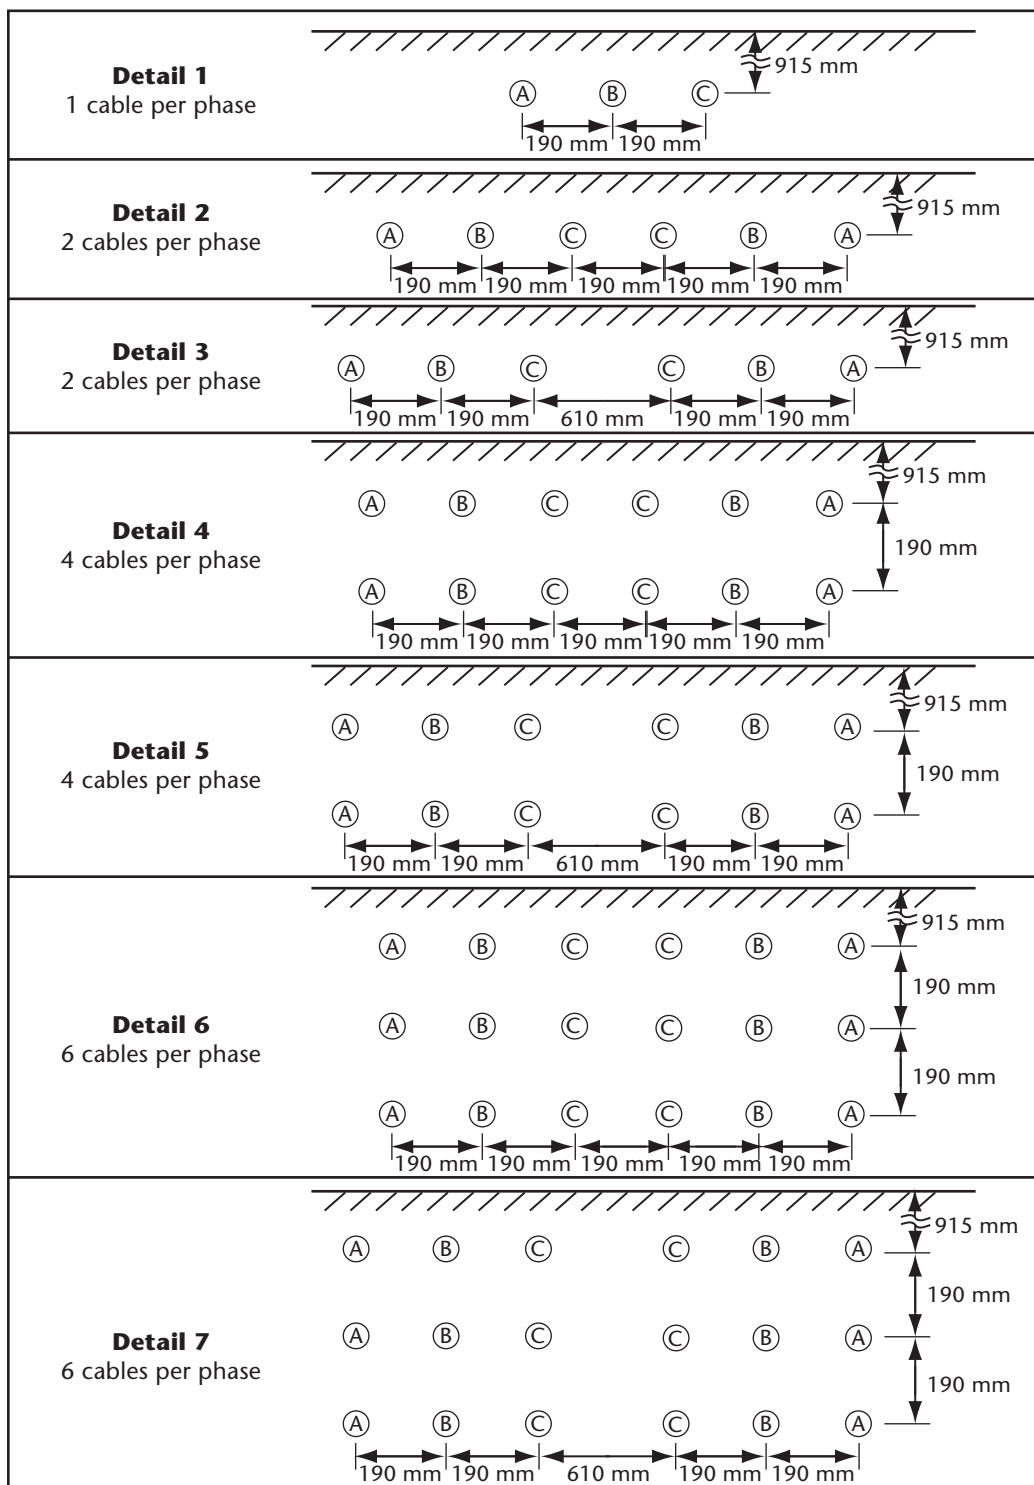 Detail 1
1 cable per phase
915 mm
A B C
190 mm 190 mm
Detail 2
2 cables per phase
915 mm
A B C C B A
190 mm 190 mm 190 mm 190 mm 190 mm
Detail 3
2 cables per phase
915 mm
A B C C B A
190 mm 190 mm 610 mm 190 mm 190 mm
Detail 4
4 cables per phase
915 mm
A B C C B A
190 mm
A B C C B A
190 mm 190 mm 190 mm 190 mm 190 mm
Detail 5
4 cables per phase
915 mm
A B C C B A
190 mm
A B C C B A
190 mm 190 mm 610 mm 190 mm 190 mm
Detail 6
6 cables per phase
915 mm
A B C C B A
190 mm
A B C C B A
190 mm
A B C C B A
190 mm 190 mm 190 mm 190 mm 190 mm
Detail 7
6 cables per phase
915 mm
A B C C B A
190 mm
A B C C B A
190 mm
A B C C B A
190 mm 190 mm 610 mm 190 mm 190 mm